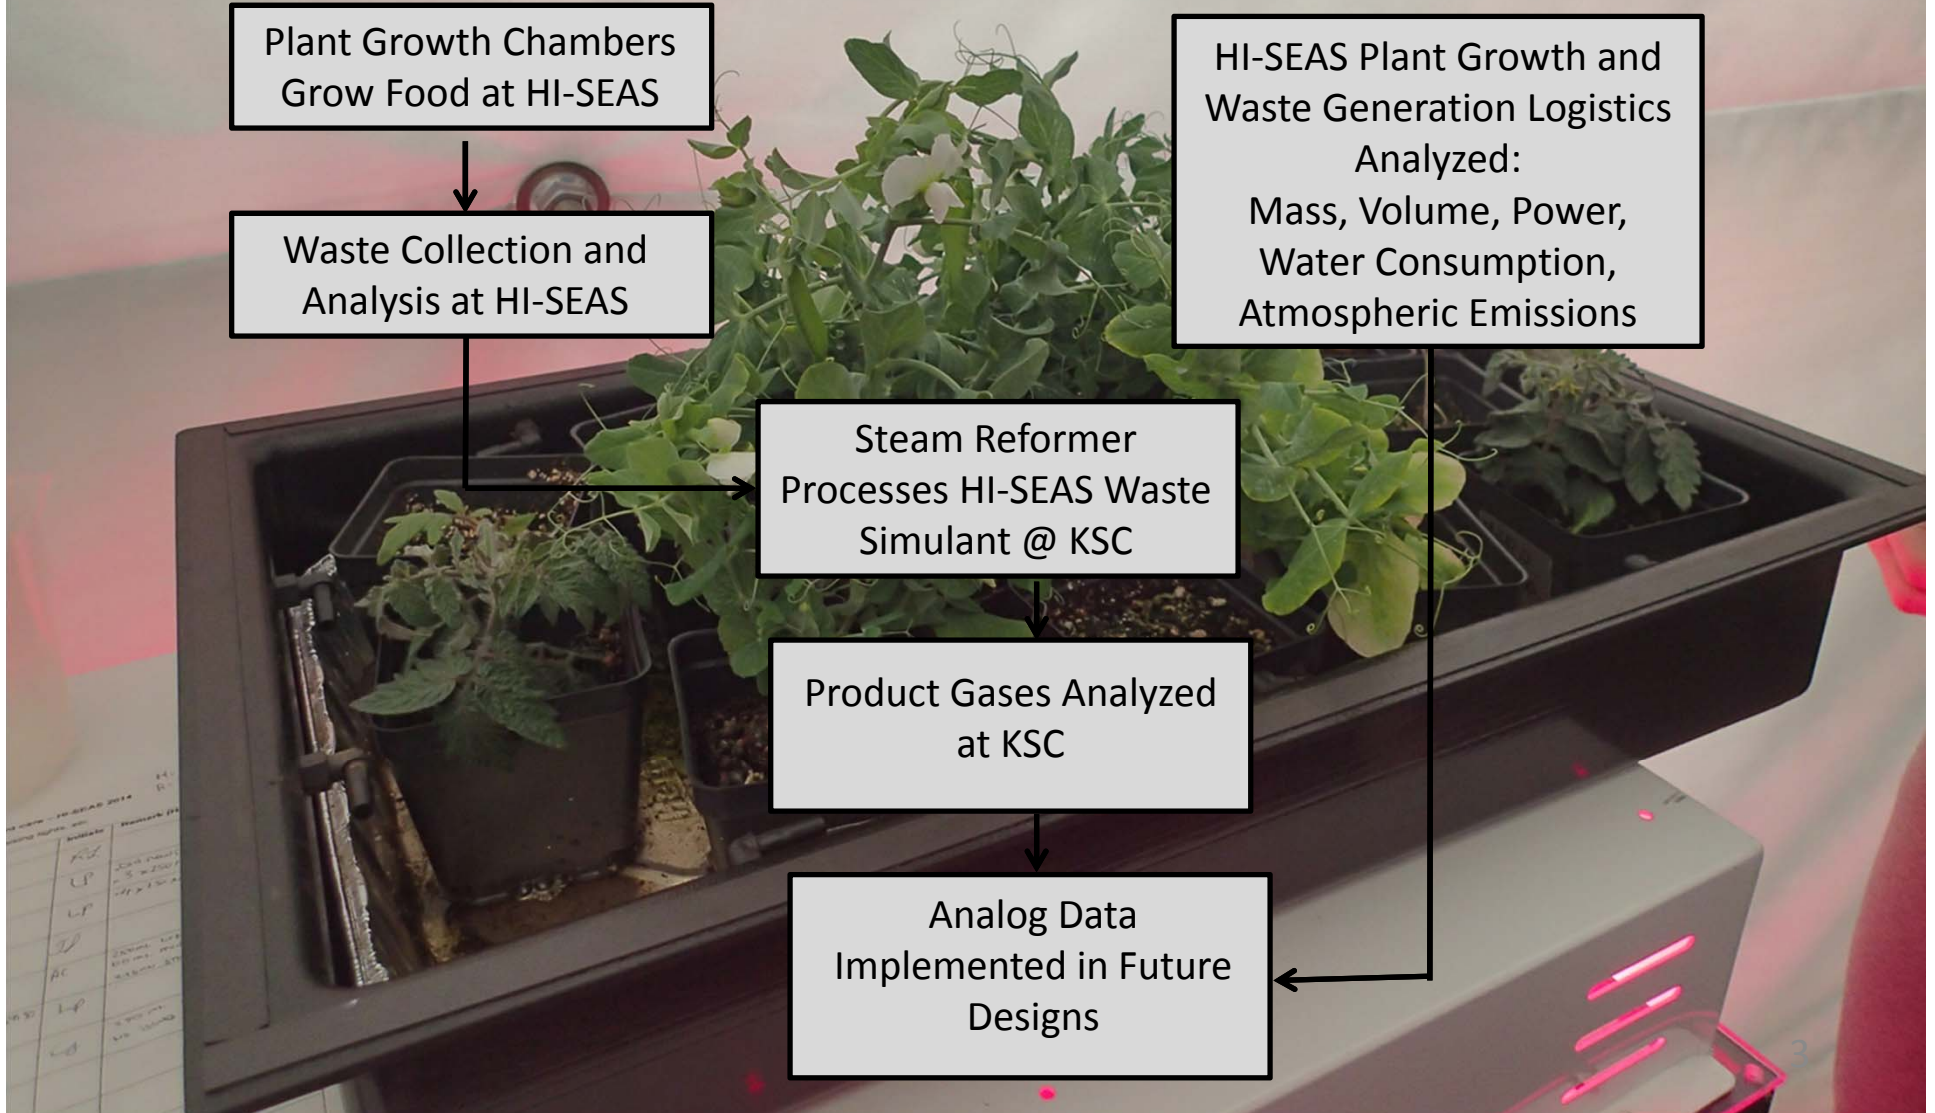 Plant Growth Chambers
Grow Food at HI-SEAS
Waste Collection and
Analysis at HI-SEAS
HI-SEAS Plant Growth and
Waste Generation Logistics
Analyzed:
Mass, Volume, Power,
Water Consumption,
Atmospheric Emissions
Steam Reformer
Processes HI-SEAS Waste
Simulant @ KSC
Product Gases Analyzed
at KSC
Analog Data
Implemented in Future
Designs
3